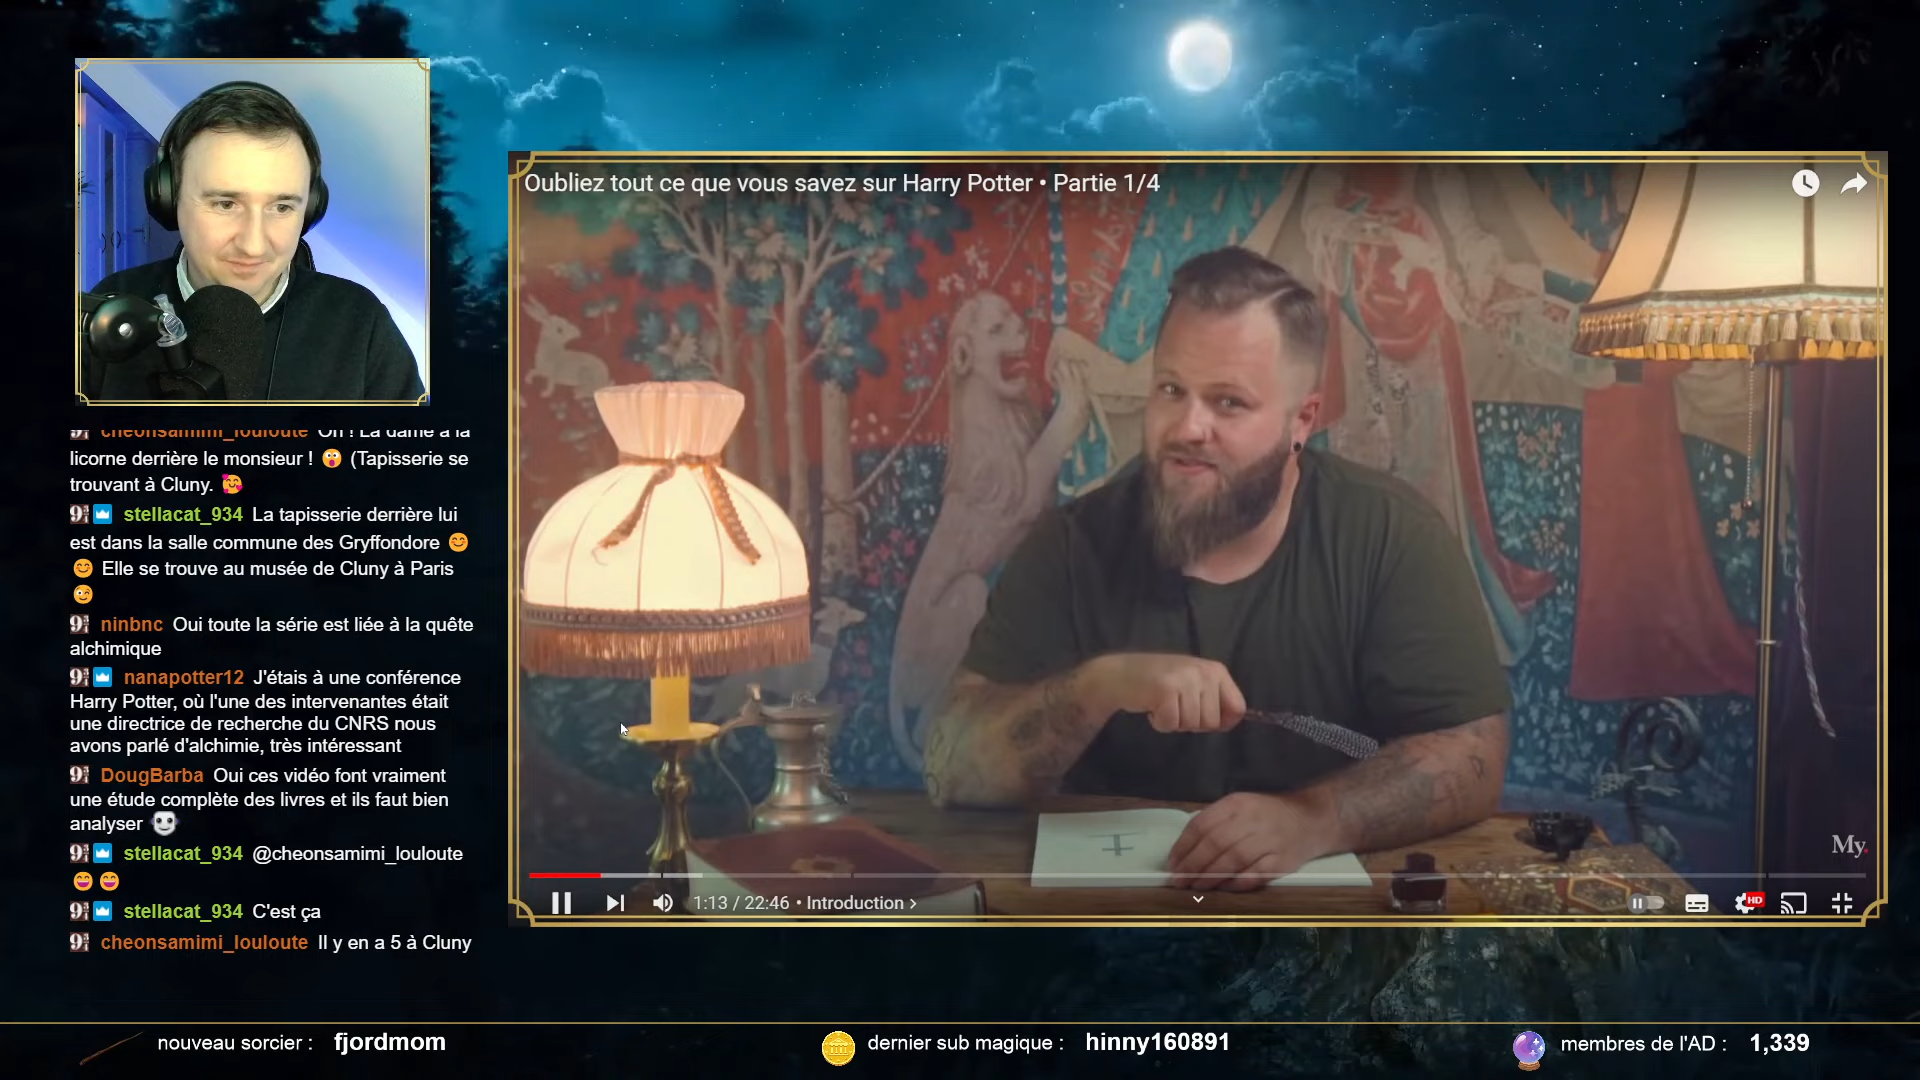 Oubliez tout ce que vous savez sur Harry Potter • Partie 1/4
cheonsamimi_louloute Oh ! La dame à la
licorne derrière le monsieur ! 😲 (Tapisserie se
trouvant à Cluny. 🥰
stellacat_934 La tapisserie derrière lui
est dans la salle commune des Gryffondore 😊
😊 Elle se trouve au musée de Cluny à Paris
😊
ninbnc Oui toute la série est liée à la quête
alchimique
nanapotter12 J'étais à une conférence
Harry Potter, où l'une des intervenantes était
une directrice de recherche du CNRS nous
avons parlé d'alchimie, très intéressant
DougBarba Oui ces vidéo font vraiment
une étude complète des livres et ils faut bien
analyser
stellacat_934 @cheonsamimi_louloute
😄 😄
stellacat_934 C'est ça
cheonsamimi_louloute Il y en a 5 à Cluny
My.
1:13 / 22:46 • Introduction ›
HD
nouveau sorcier : fjordmom
dernier sub magique : hinny160891
membres de l'AD : 1,339